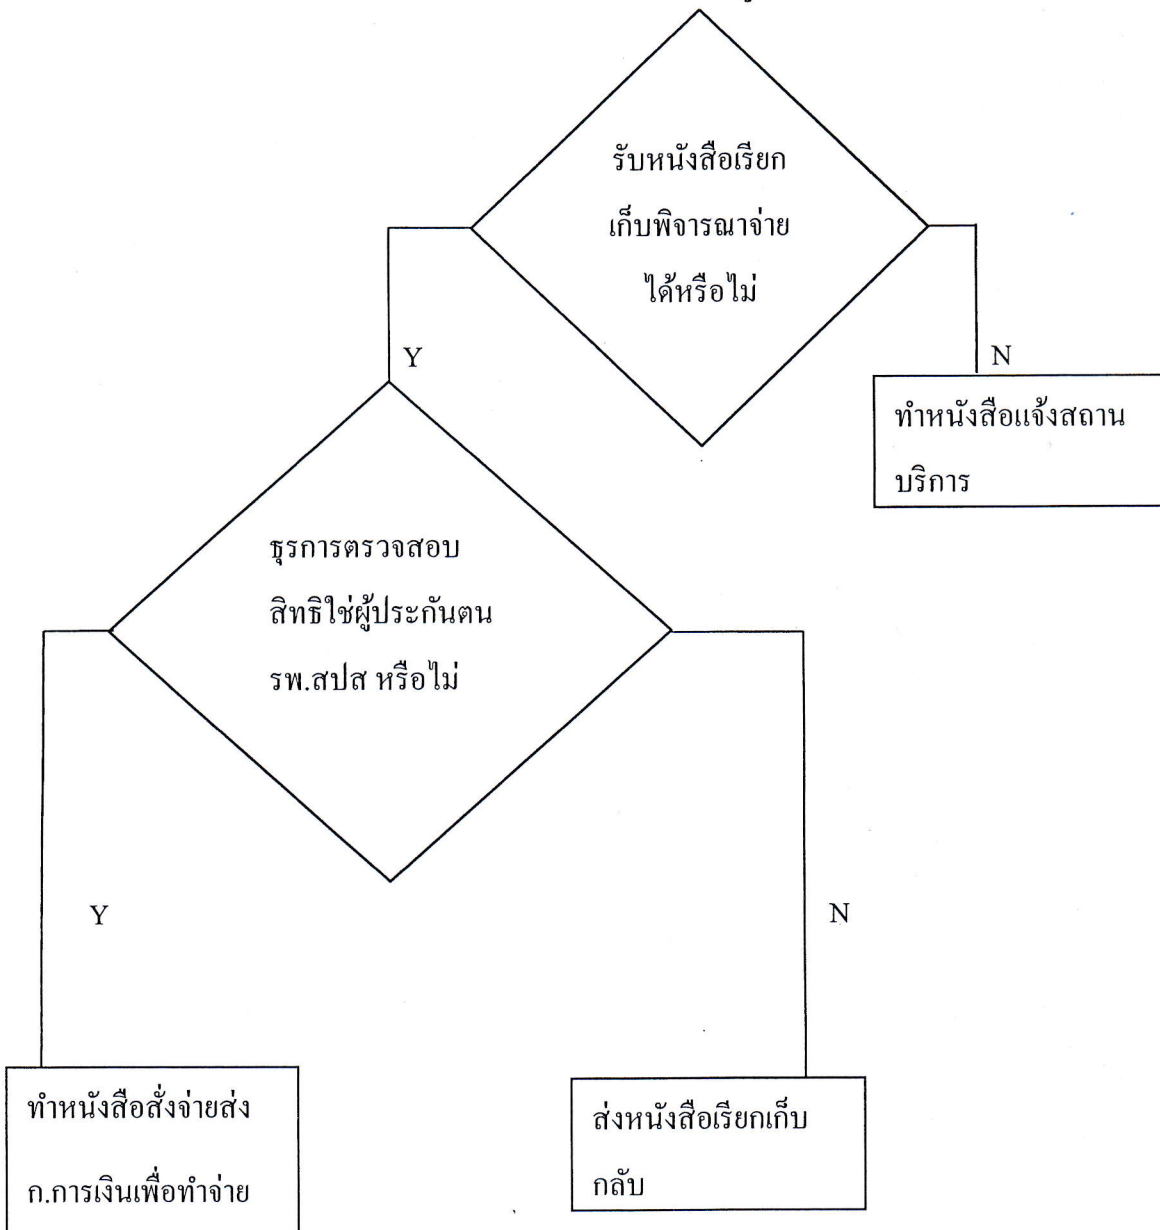 รับหนังสือเรียก
เก็บพิจารณาจ่าย
ได้หรือไม่
Y
N
ทำหนังสือแจ้งสถาน
บริการ
ธุรการตรวจสอบ
สิทธิใช่ผู้ประกันตน
รพ.สปส หรือไม่
Y
N
ทำหนังสือสั่งจ่ายส่ง
ก.การเงินเพื่อทำจ่าย
ส่งหนังสือเรียกเก็บ
กลับ